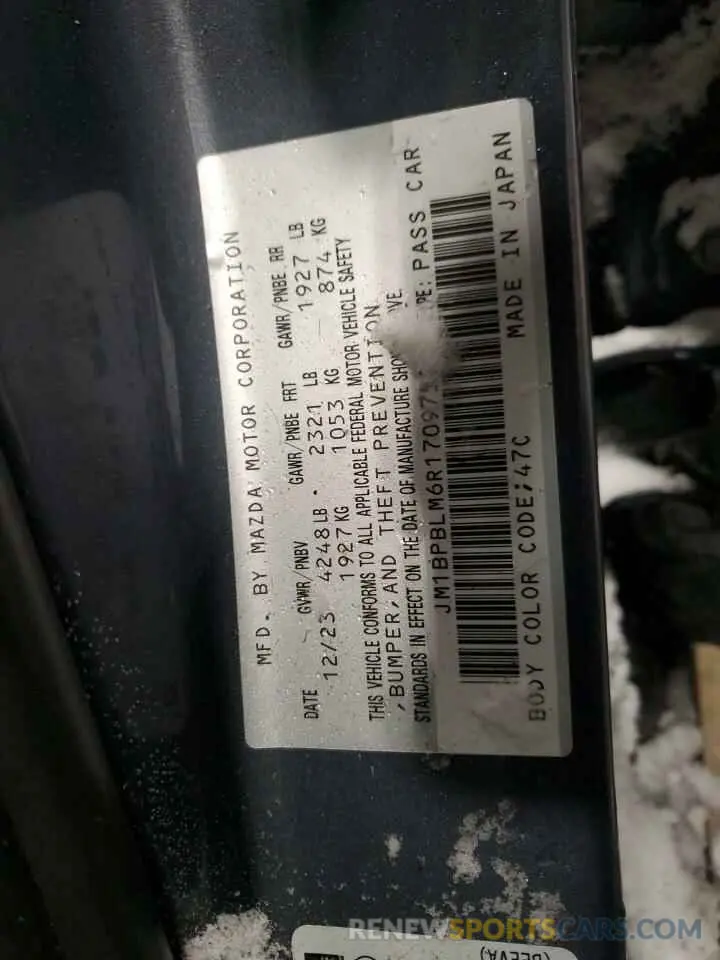 MFD. BY MAZDA MOTOR CORPORATION
DATE GVWR/PNBV GAWR/PNBE FRT GAWR/PNBE RR
12/23 4248LB 2321 LB 1927 LB
1927KG 1053 KG 874 KG
THIS VEHICLE CONFORMS TO ALL APPLICABLE FEDERAL MOTOR VEHICLE SAFETY
,BUMPER,AND THEFT PREVENTION
STANDARDS IN EFFECT ON THE DATE OF MANUFACTURE
PASS CAR
BODY COLOR CODE;47C MADE IN JAPAN
(DEEVA)
RENEWSPORTSCARS.COM